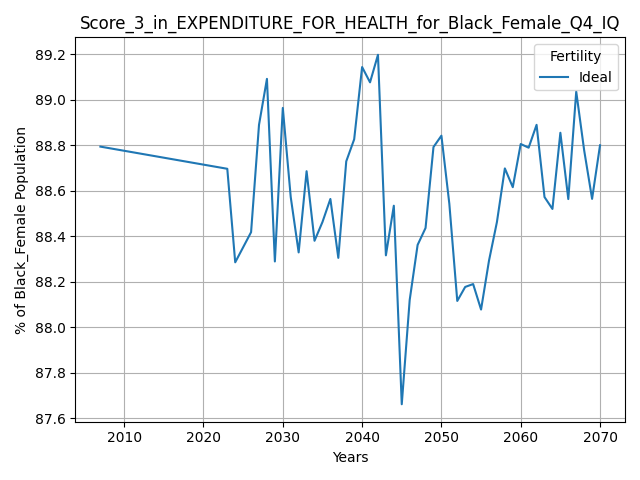 Score_3_in_EXPENDITURE_FOR_HEALTH_for_Black_Female_Q4_IQ
Fertility
Ideal
89.2
89.0
88.8
88.6
88.4
88.2
88.0
87.8
87.6
% of Black_Female Population
2010 2020 2030 2040 2050 2060 2070
Years